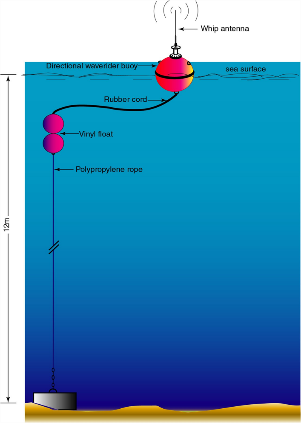 Whip antenna
Directional waverider buoy
sea surface
Rubber cord
Vinyl float
Polypropylene rope
12m